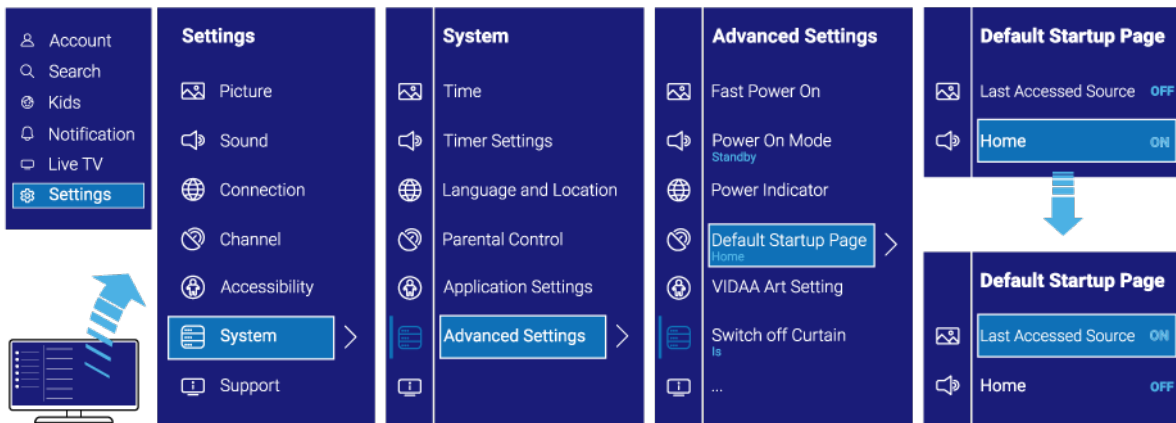 Account
Search
Kids
Notification
Live TV
Settings
Settings
Picture
Sound
Connection
Channel
Accessibility
System
Support
System
Time
Timer Settings
Language and Location
Parental Control
Application Settings
Advanced Settings
Advanced Settings
Fast Power On
Power On Mode
Standby
Power Indicator
Default Startup Page
Home
VIDAA Art Setting
Switch off Curtain
Is
...
Default Startup Page
Last Accessed Source OFF
Home ON
Default Startup Page
Last Accessed Source ON
Home OFF